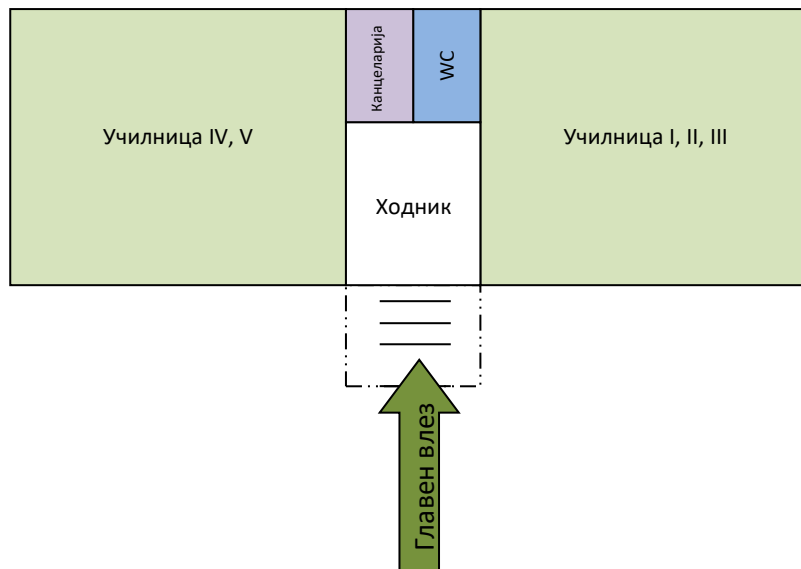 Канцеларија
WC
Училница IV, V
Училница I, II, III
Ходник
Главен влез